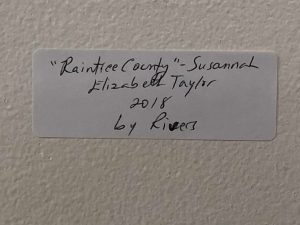 "Raintree County" - Susannah
Elizabeth Taylor
2018
by Rivers